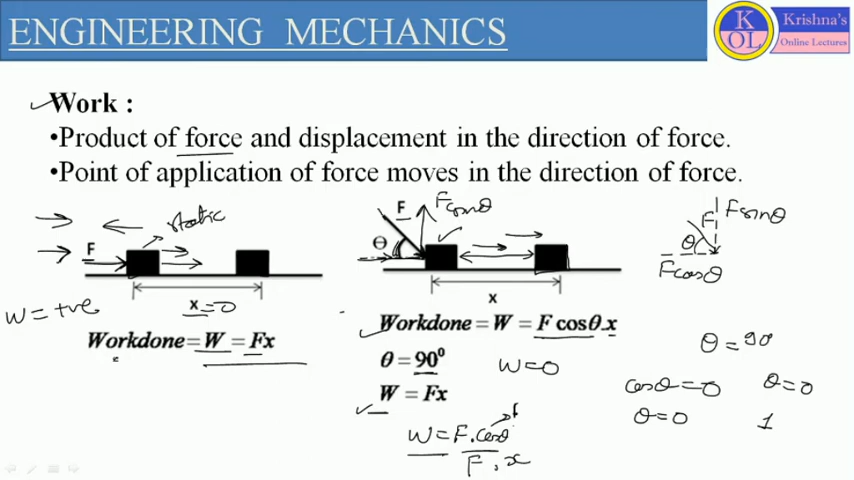 ENGINEERING MECHANICS
K
OL
Krishna's
Online Lectures
Work :
•Product of force and displacement in the direction of force.
•Point of application of force moves in the direction of force.
static
F
x = 0
W = +ve
Workdone = W = Fx
F
Fsinθ
θ
x
Workdone = W = F cosθ.x
θ = 90⁰
W = 0
W = Fx
W = F.cosθ
F.x
F
Fsinθ
θ
Fcosθ
θ = 90°
cosθ = 0
θ = 0
θ = 0
1